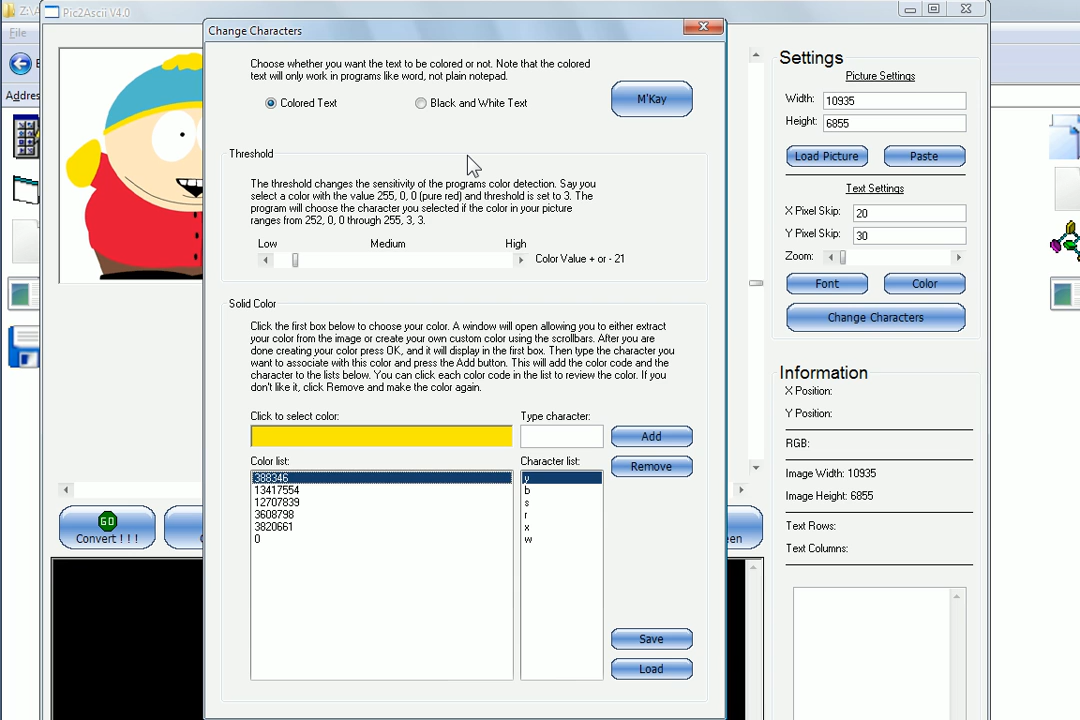 Z:\A
Pic2Ascii V4.0
File
Addres
Change Characters
Choose whether you want the text to be colored or not. Note that the colored
text will only work in programs like word, not plain notepad.
Colored Text
Black and White Text
M'Kay
Threshold
The threshold changes the sensitivity of the programs color detection. Say you
select a color with the value 255, 0, 0 (pure red) and threshold is set to 3. The
program will choose the character you selected if the color in your picture
ranges from 252, 0, 0 through 255, 3, 3.
Low
Medium
High
Color Value + or - 21
Solid Color
Click the first box below to choose your color. A window will open allowing you to either extract
your color from the image or create your own custom color using the scrollbars. After you are
done creating your color press OK, and it will display in the first box. Then type the character you
want to associate with this color and press the Add button. This will add the color code and the
character to the lists below. You can click each color code in the list to review the color. If you
don't like it, click Remove and make the color again.
Click to select color:
Type character:
Add
Color list:
Character list:
Remove
388346
y
13417554
b
12707839
s
3608798
r
3820661
x
0
w
Save
Load
GO
Convert ! ! !
een
Settings
Picture Settings
Width:
10935
Height:
6855
Load Picture
Paste
Text Settings
X Pixel Skip:
20
Y Pixel Skip:
30
Zoom:
Font
Color
Change Characters
Information
X Position:
Y Position:
RGB:
Image Width: 10935
Image Height: 6855
Text Rows:
Text Columns: